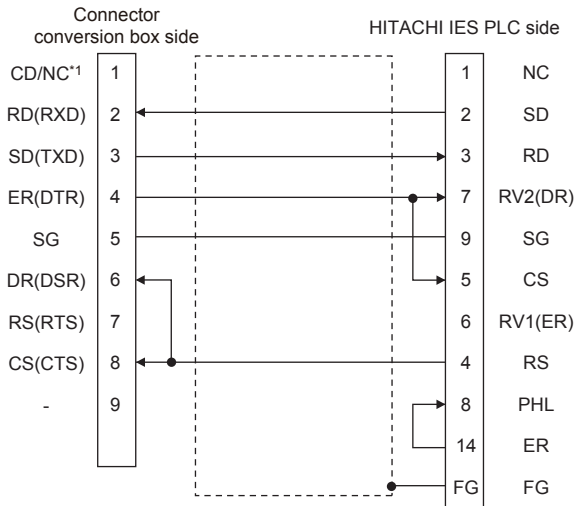 Connector
conversion box side
HITACHI IES PLC side
CD/NC*1 1 1 NC
RD(RXD) 2 2 SD
SD(TXD) 3 3 RD
ER(DTR) 4 7 RV2(DR)
SG 5 9 SG
DR(DSR) 6 5 CS
RS(RTS) 7 6 RV1(ER)
CS(CTS) 8 4 RS
- 9 8 PHL
14 ER
FG FG